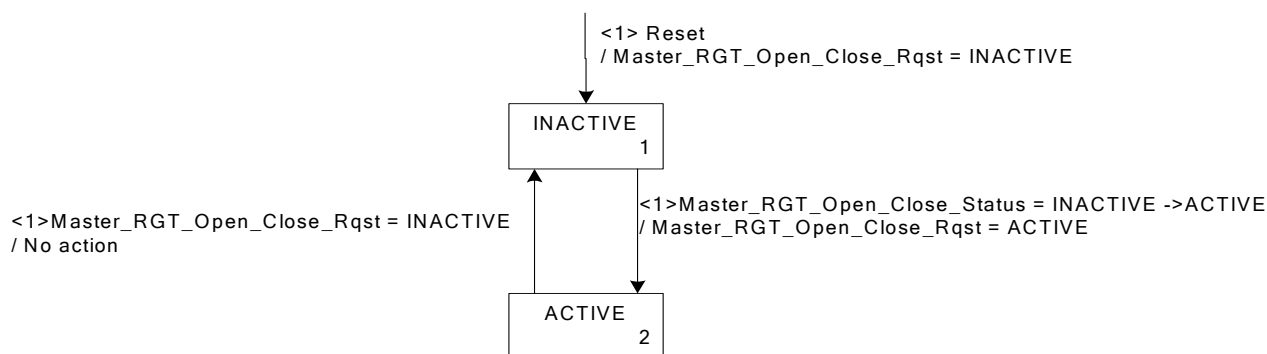 <1> Reset
/ Master_RGT_Open_Close_Rqst = INACTIVE
INACTIVE
1
<1>Master_RGT_Open_Close_Rqst = INACTIVE
/ No action
<1>Master_RGT_Open_Close_Status = INACTIVE ->ACTIVE
/ Master_RGT_Open_Close_Rqst = ACTIVE
ACTIVE
2